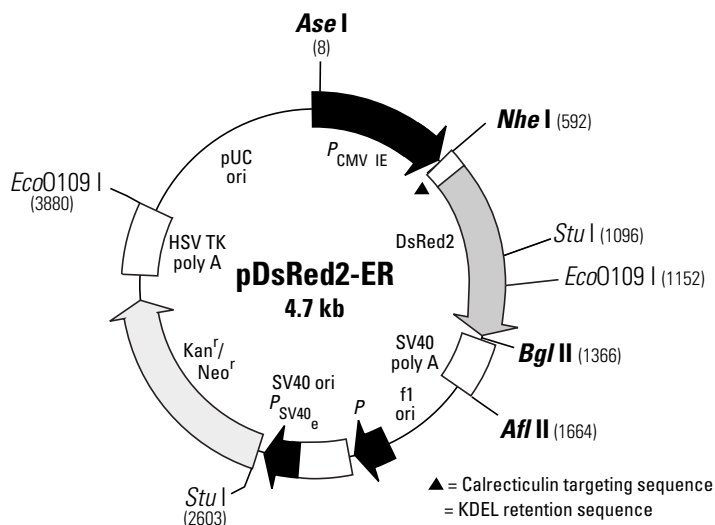 Ase I
(8)
Nhe I (592)
P CMV IE
pUC
ori
EcoO109 I
(3880)
HSV TK
poly A
DsRed2
Stu I (1096)
EcoO109 I (1152)
pDsRed2-ER
4.7 kb
Bgl II (1366)
SV40
poly A
Kanʳ/
Neoʳ
SV40 ori
P SV40 e
P
f1
ori
Afl II (1664)
Stu I
(2603)
▲ = Calrecticulin targeting sequence
= KDEL retention sequence